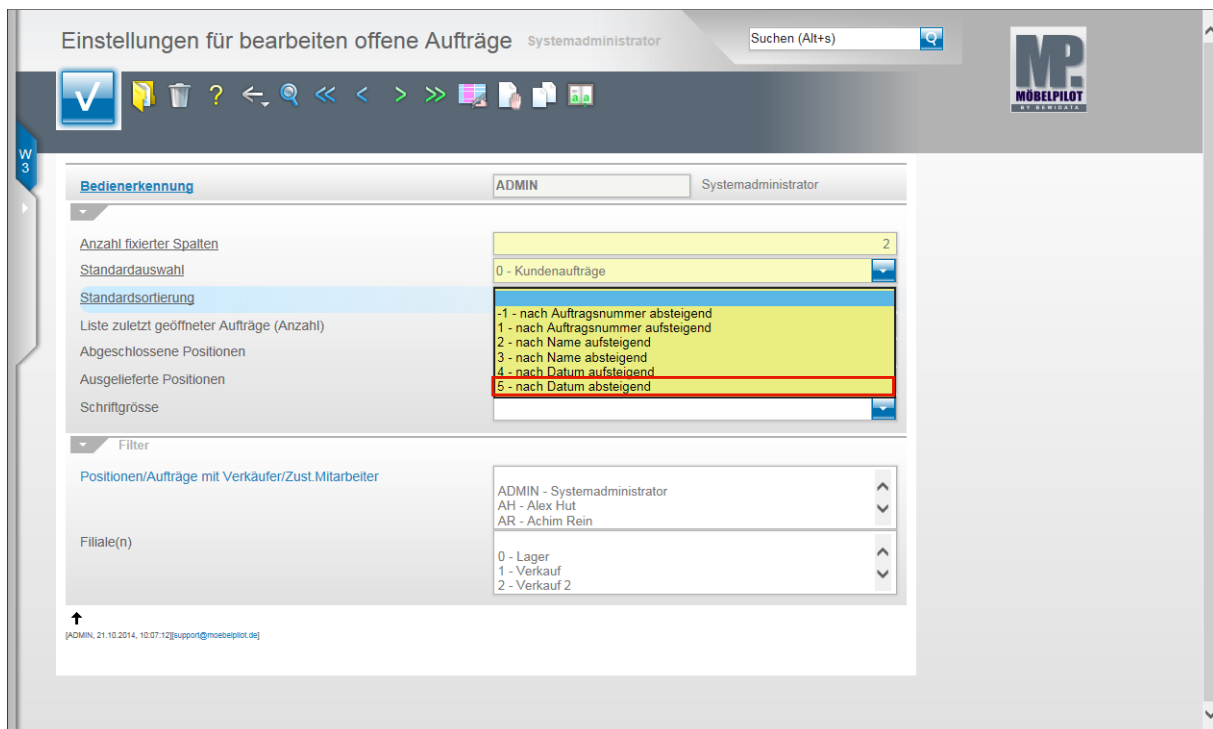 Einstellungen für bearbeiten offene Aufträge Systemadministrator Suchen (Alt+s)
MP.
MÖBELPILOT
BY BEMIDATA
W
3
Bedienerkennung ADMIN Systemadministrator
Anzahl fixierter Spalten 2
Standardauswahl 0 - Kundenaufträge
Standardsortierung
-1 - nach Auftragsnummer absteigend
1 - nach Auftragsnummer aufsteigend
2 - nach Name aufsteigend
3 - nach Name absteigend
4 - nach Datum aufsteigend
5 - nach Datum absteigend
Liste zuletzt geöffneter Aufträge (Anzahl)
Abgeschlossene Positionen
Ausgelieferte Positionen
Schriftgrösse
Filter
Positionen/Aufträge mit Verkäufer/Zust.Mitarbeiter
ADMIN - Systemadministrator
AH - Alex Hut
AR - Achim Rein
Filiale(n)
0 - Lager
1 - Verkauf
2 - Verkauf 2
[ADMIN, 21.10.2014, 10:07:12][support@moebelpilot.de]